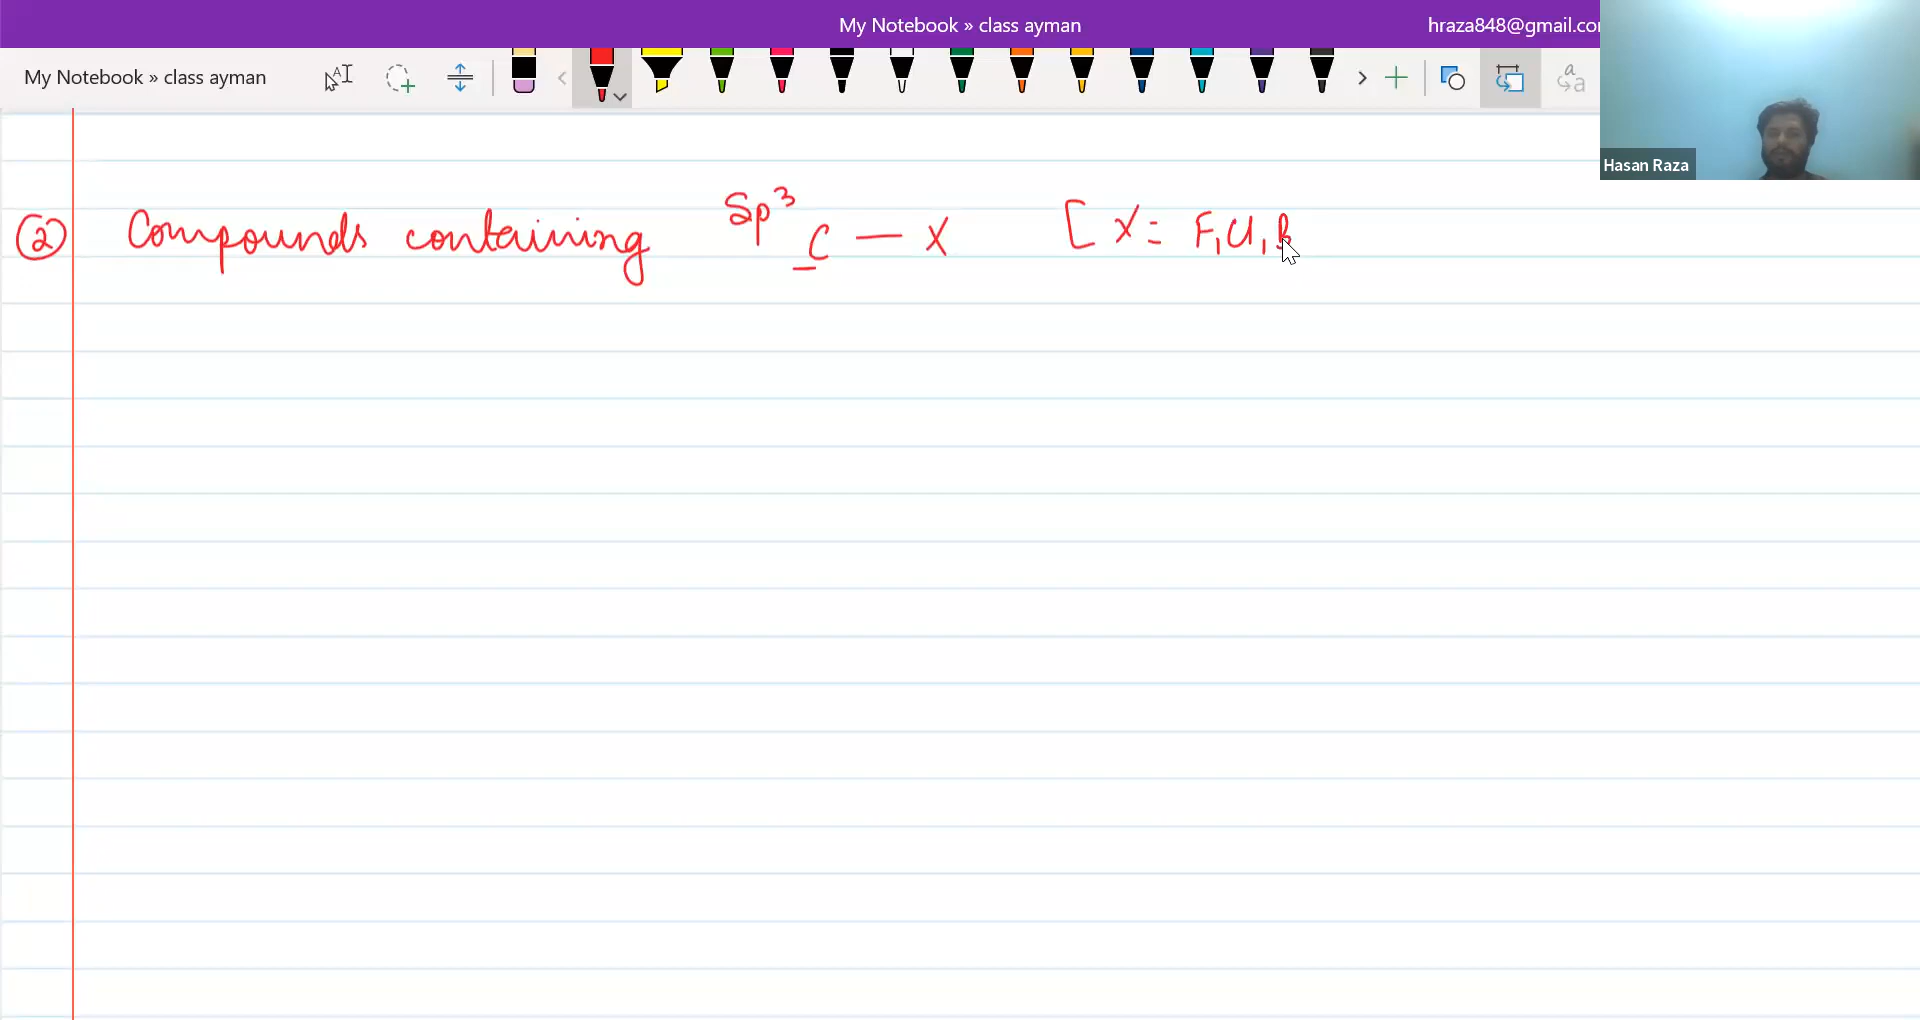 My Notebook » class ayman
hraza848@gmail.co
My Notebook » class ayman
Hasan Raza
② Compounds containing Sp³ C — X [ X = F, Cl, B